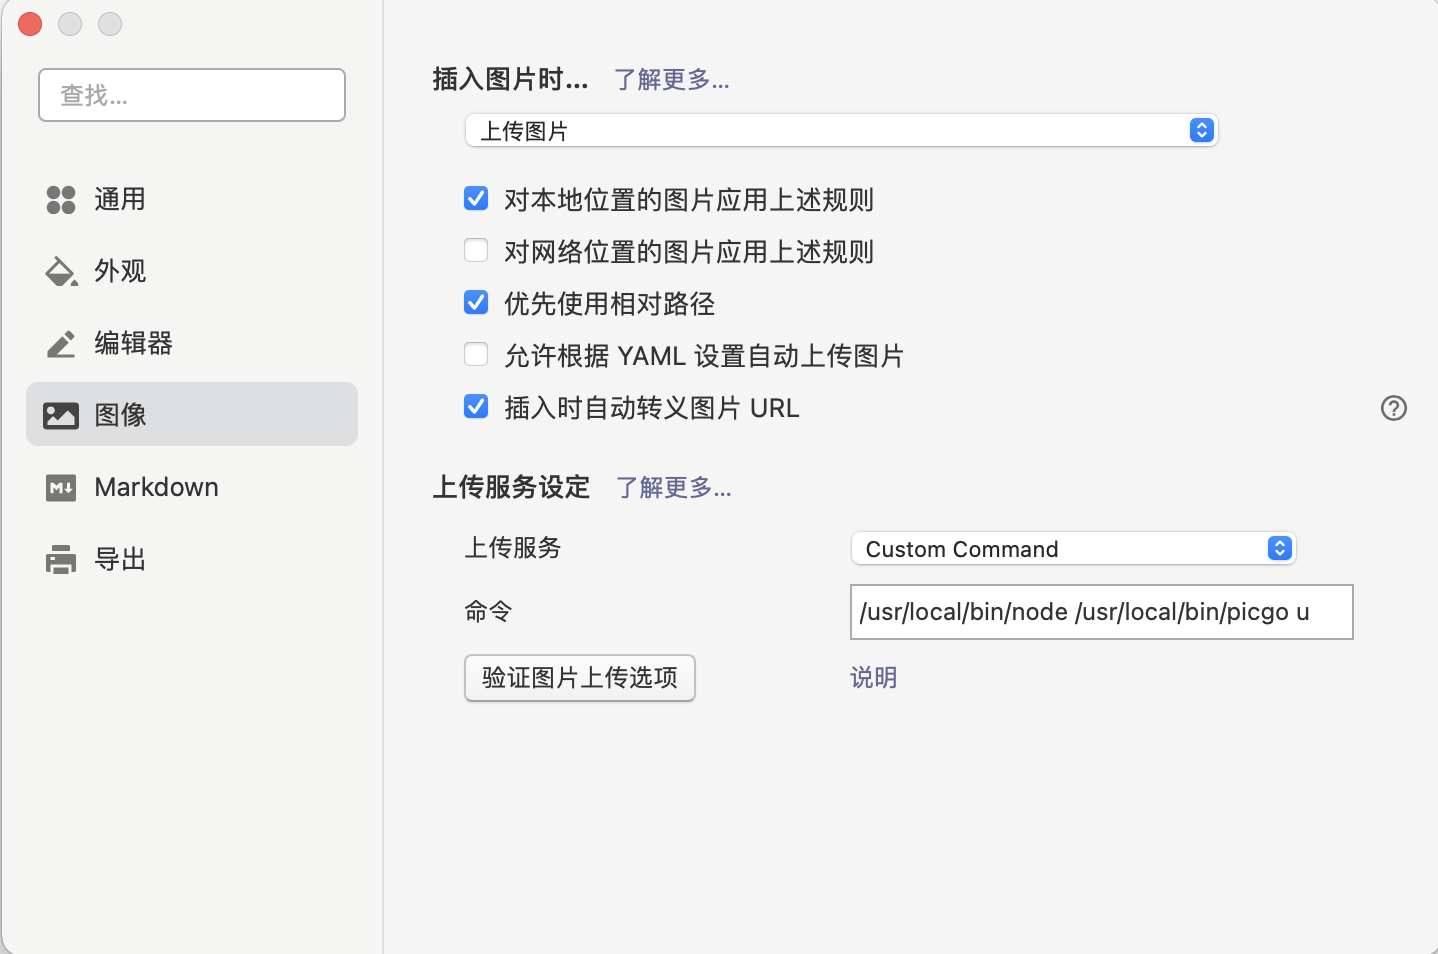 查找...
通用
外观
编辑器
图像
Markdown
导出
插入图片时... 了解更多...
上传图片
对本地位置的图片应用上述规则
对网络位置的图片应用上述规则
优先使用相对路径
允许根据 YAML 设置自动上传图片
插入时自动转义图片 URL
上传服务设定 了解更多...
上传服务 Custom Command
命令 /usr/local/bin/node /usr/local/bin/picgo u
验证图片上传选项 说明